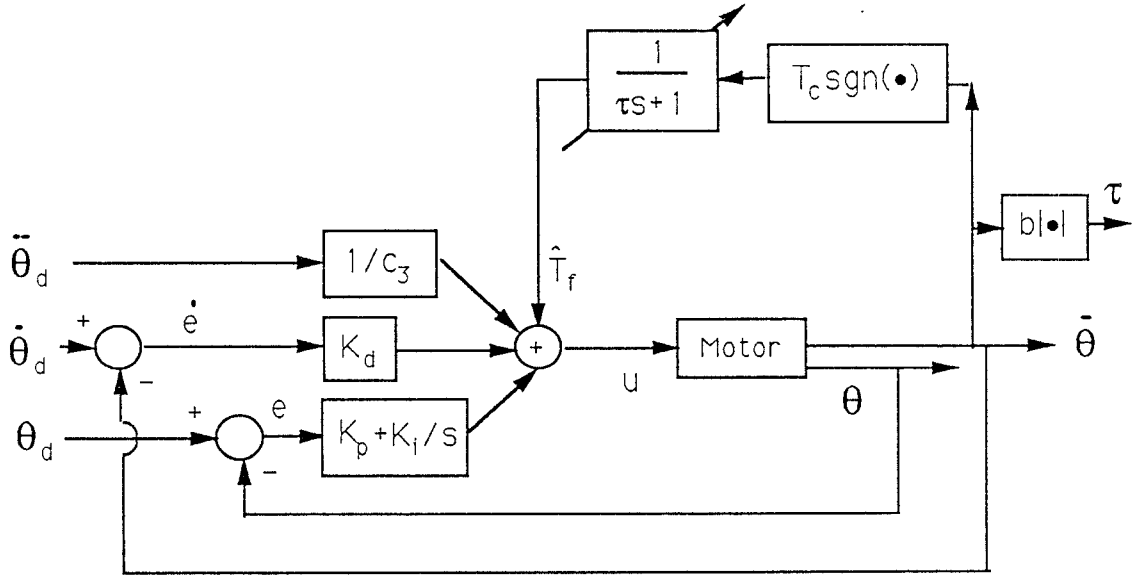 1
τs+1
T_c sgn(•)
b|•|
τ
θ̈_d
1/c_3
T̂_f
+
ė
θ̇_d
K_d
+
Motor
θ̄
-
u
θ
+
e
θ_d
K_p+K_i/s
-